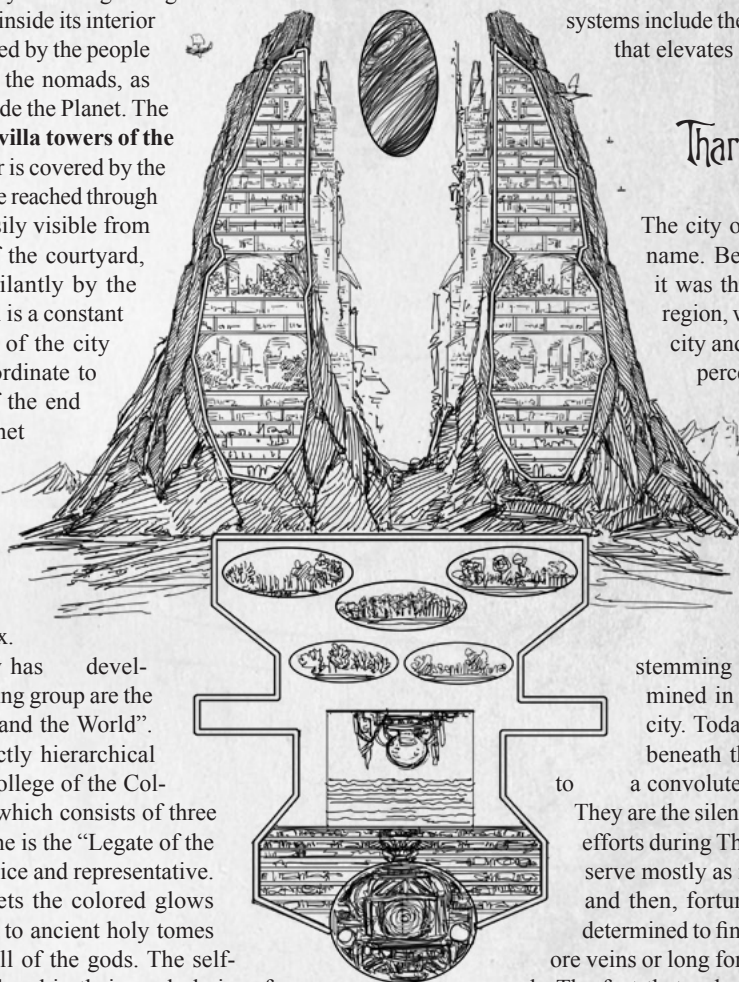 inside its interior
ed by the people
the nomads, as
de the Planet. The
villa towers of the
r is covered by the
e reached through
sily visible from
f the courtyard,
ilantly by the
is a constant
of the city
ordinate to
f the end
net
x.
has devel-
ing group are the
and the World”.
ctly hierarchical
ollege of the Col-
which consists of three
ne is the “Legate of the
ice and representative.
ets the colored glows
to ancient holy tomes
ll of the gods. The self-
systems include the
that elevates
Thar
The city o
name. Be
it was th
region, v
city and
perce
stemming
mined in
city. Toda
beneath th
to a convolute
They are the silen
efforts during Th
serve mostly as
and then, fortu
determined to fin
ore veins or long for